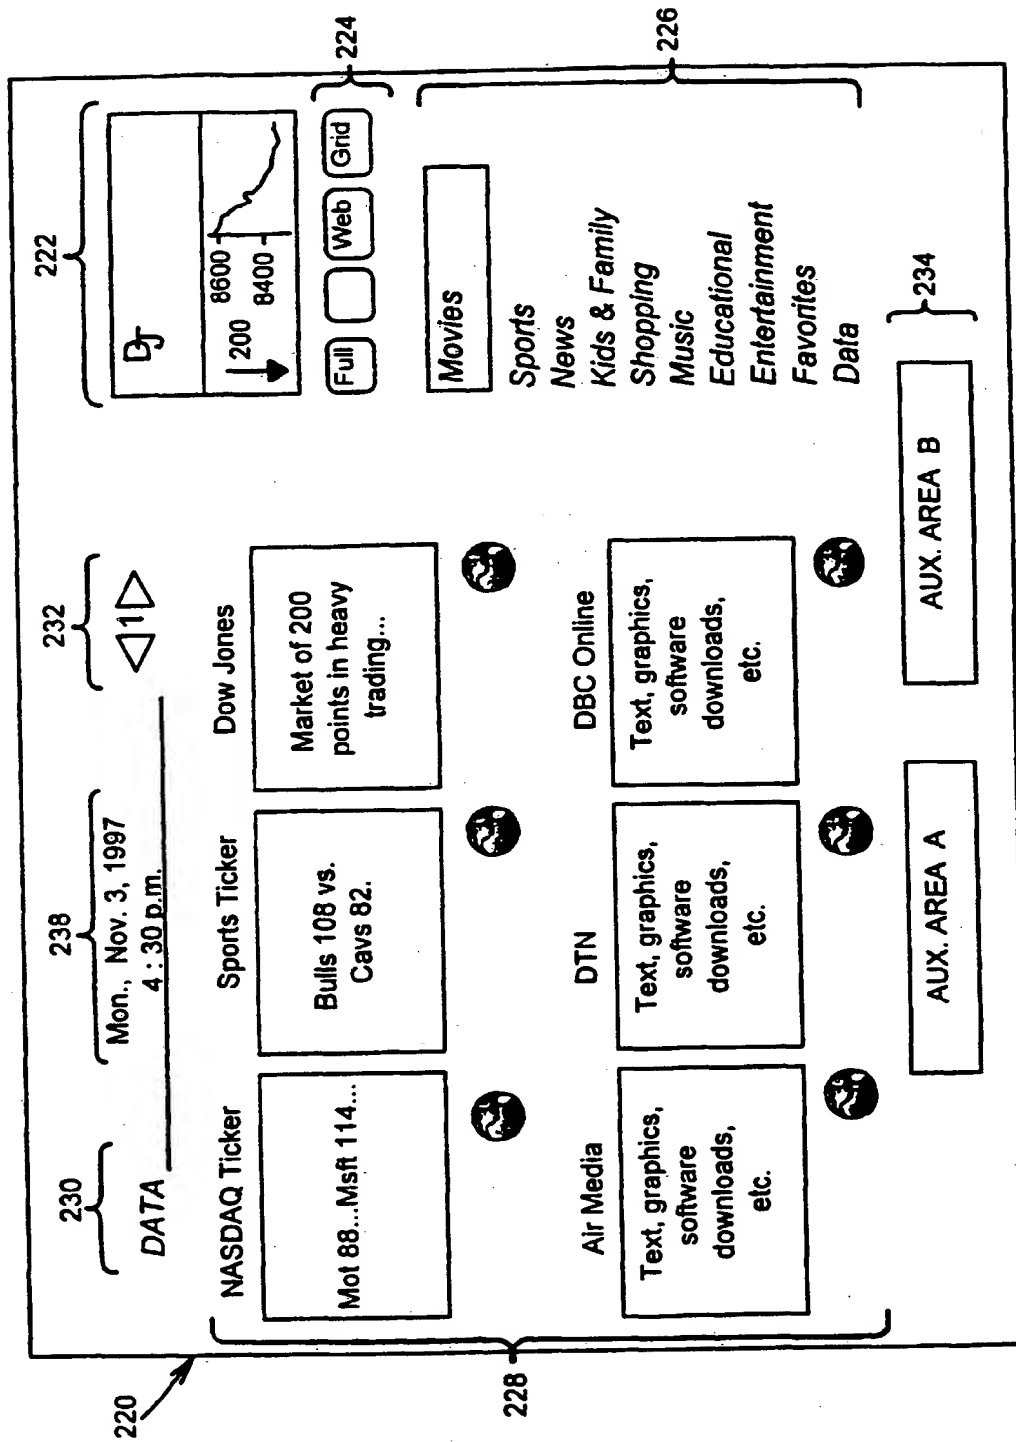 220
230
238
232
222
DATA
Mon., Nov. 3, 1997
4 : 30 p.m.
1
DJ
200
8600
8400
Full
Web
Grid
224
NASDAQ Ticker
Sports Ticker
Dow Jones
Mot 88...Msft 114...
Bulls 108 vs.
Cavs 82.
Market of 200
points in heavy
trading...
Movies
Sports
News
Kids & Family
Shopping
Music
Educational
Entertainment
Favorites
Data
226
228
Air Media
DTN
DBC Online
Text, graphics,
software
downloads,
etc.
Text, graphics,
software
downloads,
etc.
Text, graphics,
software
downloads,
etc.
AUX. AREA A
AUX. AREA B
234